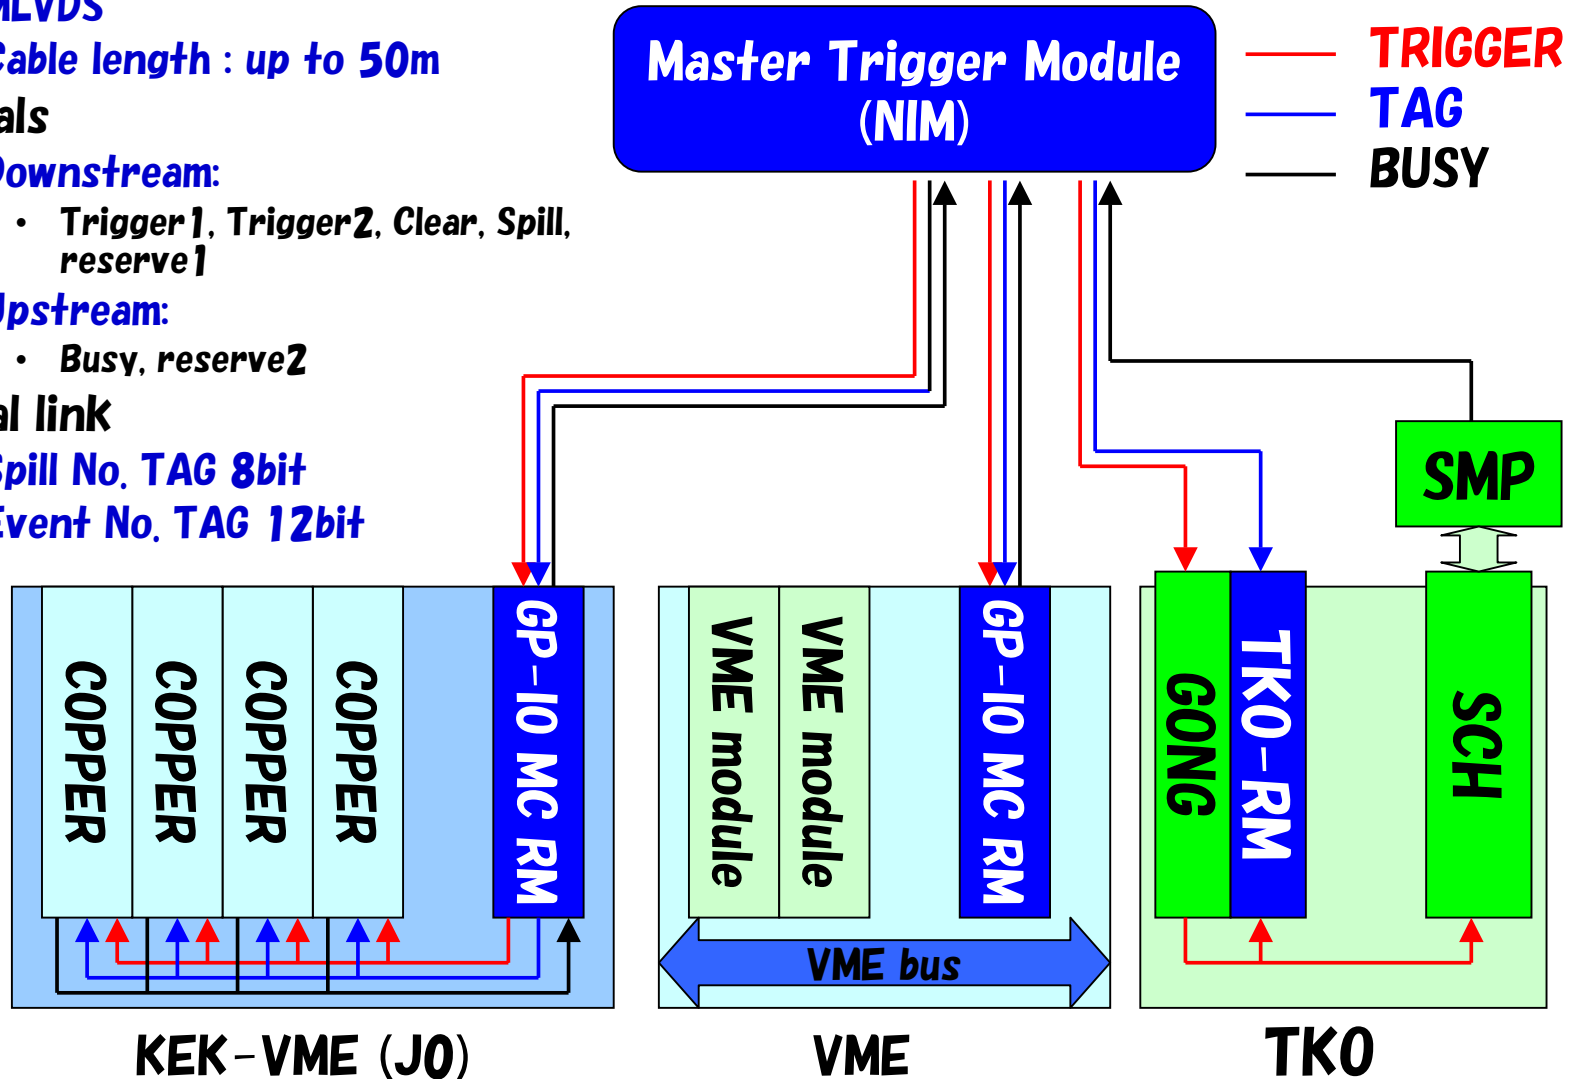 MLVDS
Cable length : up to 50m
als
Downstream:
• Trigger1, Trigger2, Clear, Spill,
reserve1
Upstream:
• Busy, reserve2
al link
Spill No. TAG 8bit
Event No. TAG 12bit
Master Trigger Module
(NIM)
TRIGGER
TAG
BUSY
SMP
COPPER
COPPER
COPPER
COPPER
GP-IO MC RM
VME module
VME module
GP-IO MC RM
GONG
TKO-RM
SCH
VME bus
KEK-VME (J0)
VME
TKO